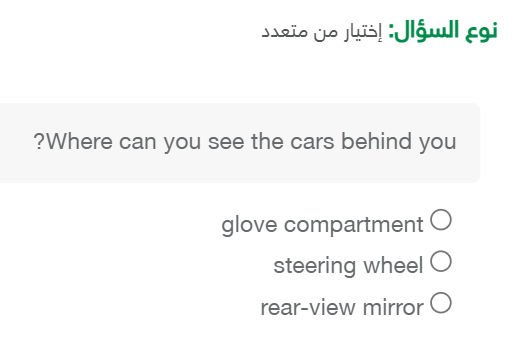 نوع السؤال: إختيار من متعدد
Where can you see the cars behind you?
glove compartment
steering wheel
rear-view mirror